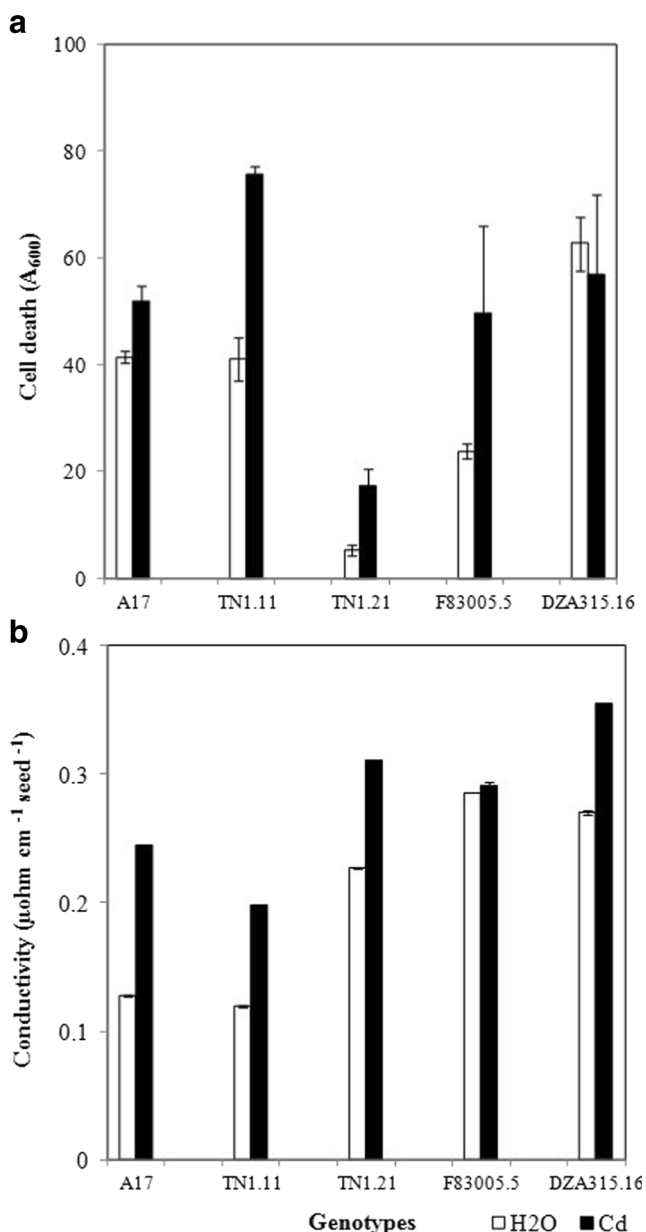 a
100
80
60
40
20
0
Cell death (A600)
A17 TN1.11 TN1.21 F83005.5 DZA315.16
b
0.4
0.3
0.2
0.1
0
Conductivity (µohm cm -1 seed -1)
A17 TN1.11 TN1.21 F83005.5 DZA315.16
Genotypes H2O Cd